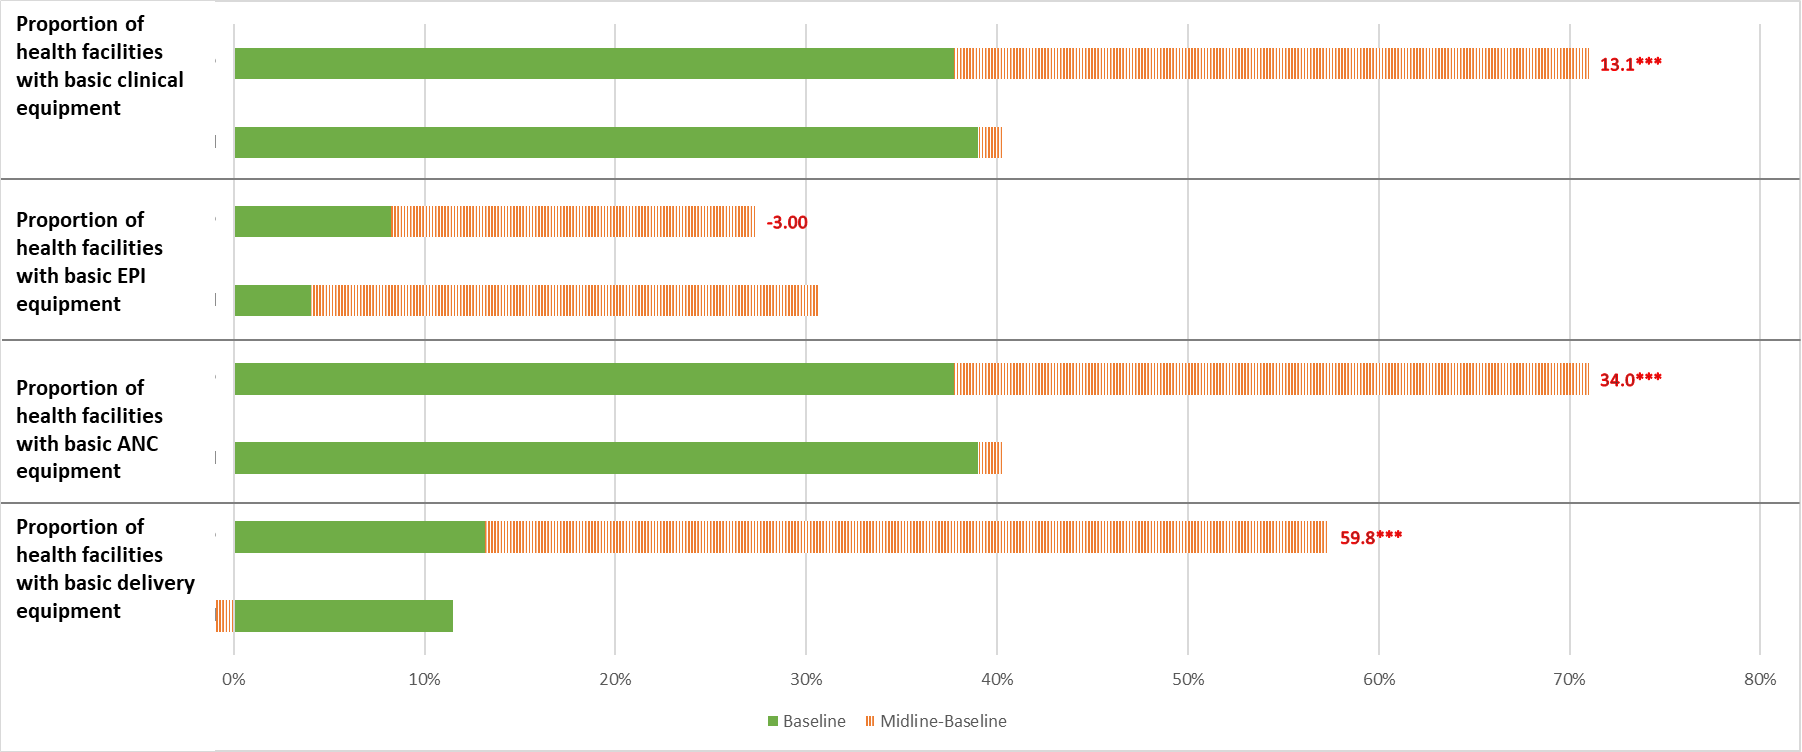 Proportion of
health facilities
with basic clinical
equipment
13.1***
Proportion of
health facilities
with basic EPI
equipment
-3.00
Proportion of
health facilities
with basic ANC
equipment
34.0***
Proportion of
health facilities
with basic delivery
equipment
59.8***
0% 10% 20% 30% 40% 50% 60% 70% 80%
Baseline Midline-Baseline